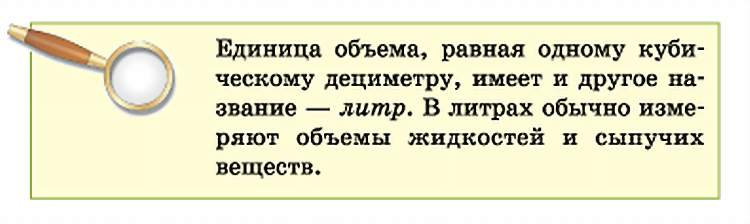 Единица объема, равная одному куби-
ческому дециметру, имеет и другое на-
звание — литр. В литрах обычно изме-
ряют объемы жидкостей и сыпучих
веществ.